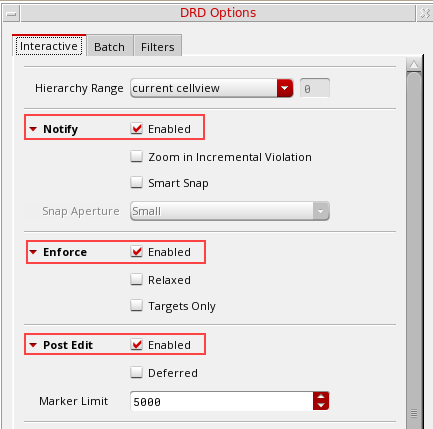 DRD Options
Interactive Batch Filters
Hierarchy Range current cellview 0
Notify Enabled
Zoom in Incremental Violation
Smart Snap
Snap Aperture Small
Enforce Enabled
Relaxed
Targets Only
Post Edit Enabled
Deferred
Marker Limit 5000